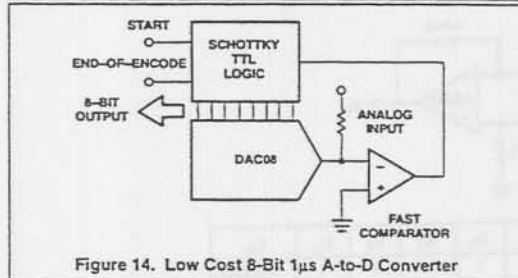 START
SCHOTTKY
TTL
LOGIC
END-OF-ENCODE
8-BIT
OUTPUT
ANALOG
INPUT
DAC08
−
+
FAST
COMPARATOR
Figure 14. Low Cost 8-Bit 1µs A-to-D Converter